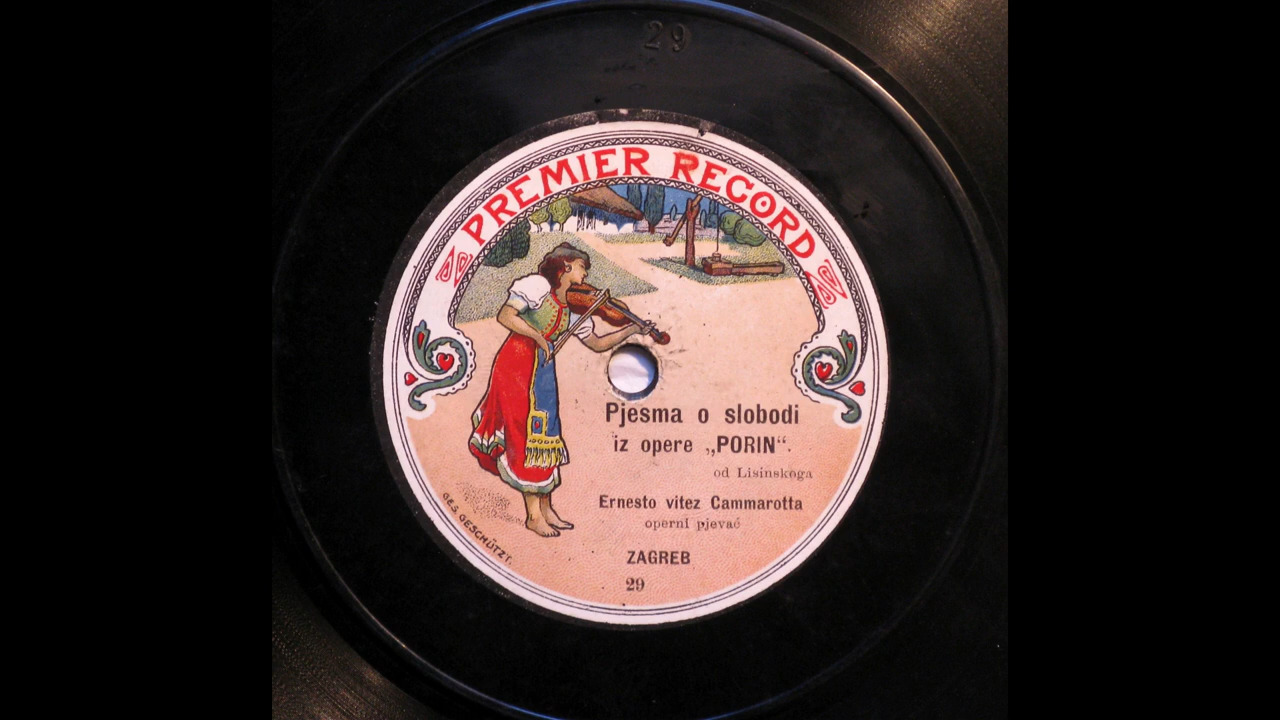 29
PREMIER RECORD
Pjesma o slobodi
iz opere „PORIN“.
od Lisinskoga
Ernesto vitez Cammarotta
operni pjevač
ZAGREB
29
GES. GESCHÜTZT.